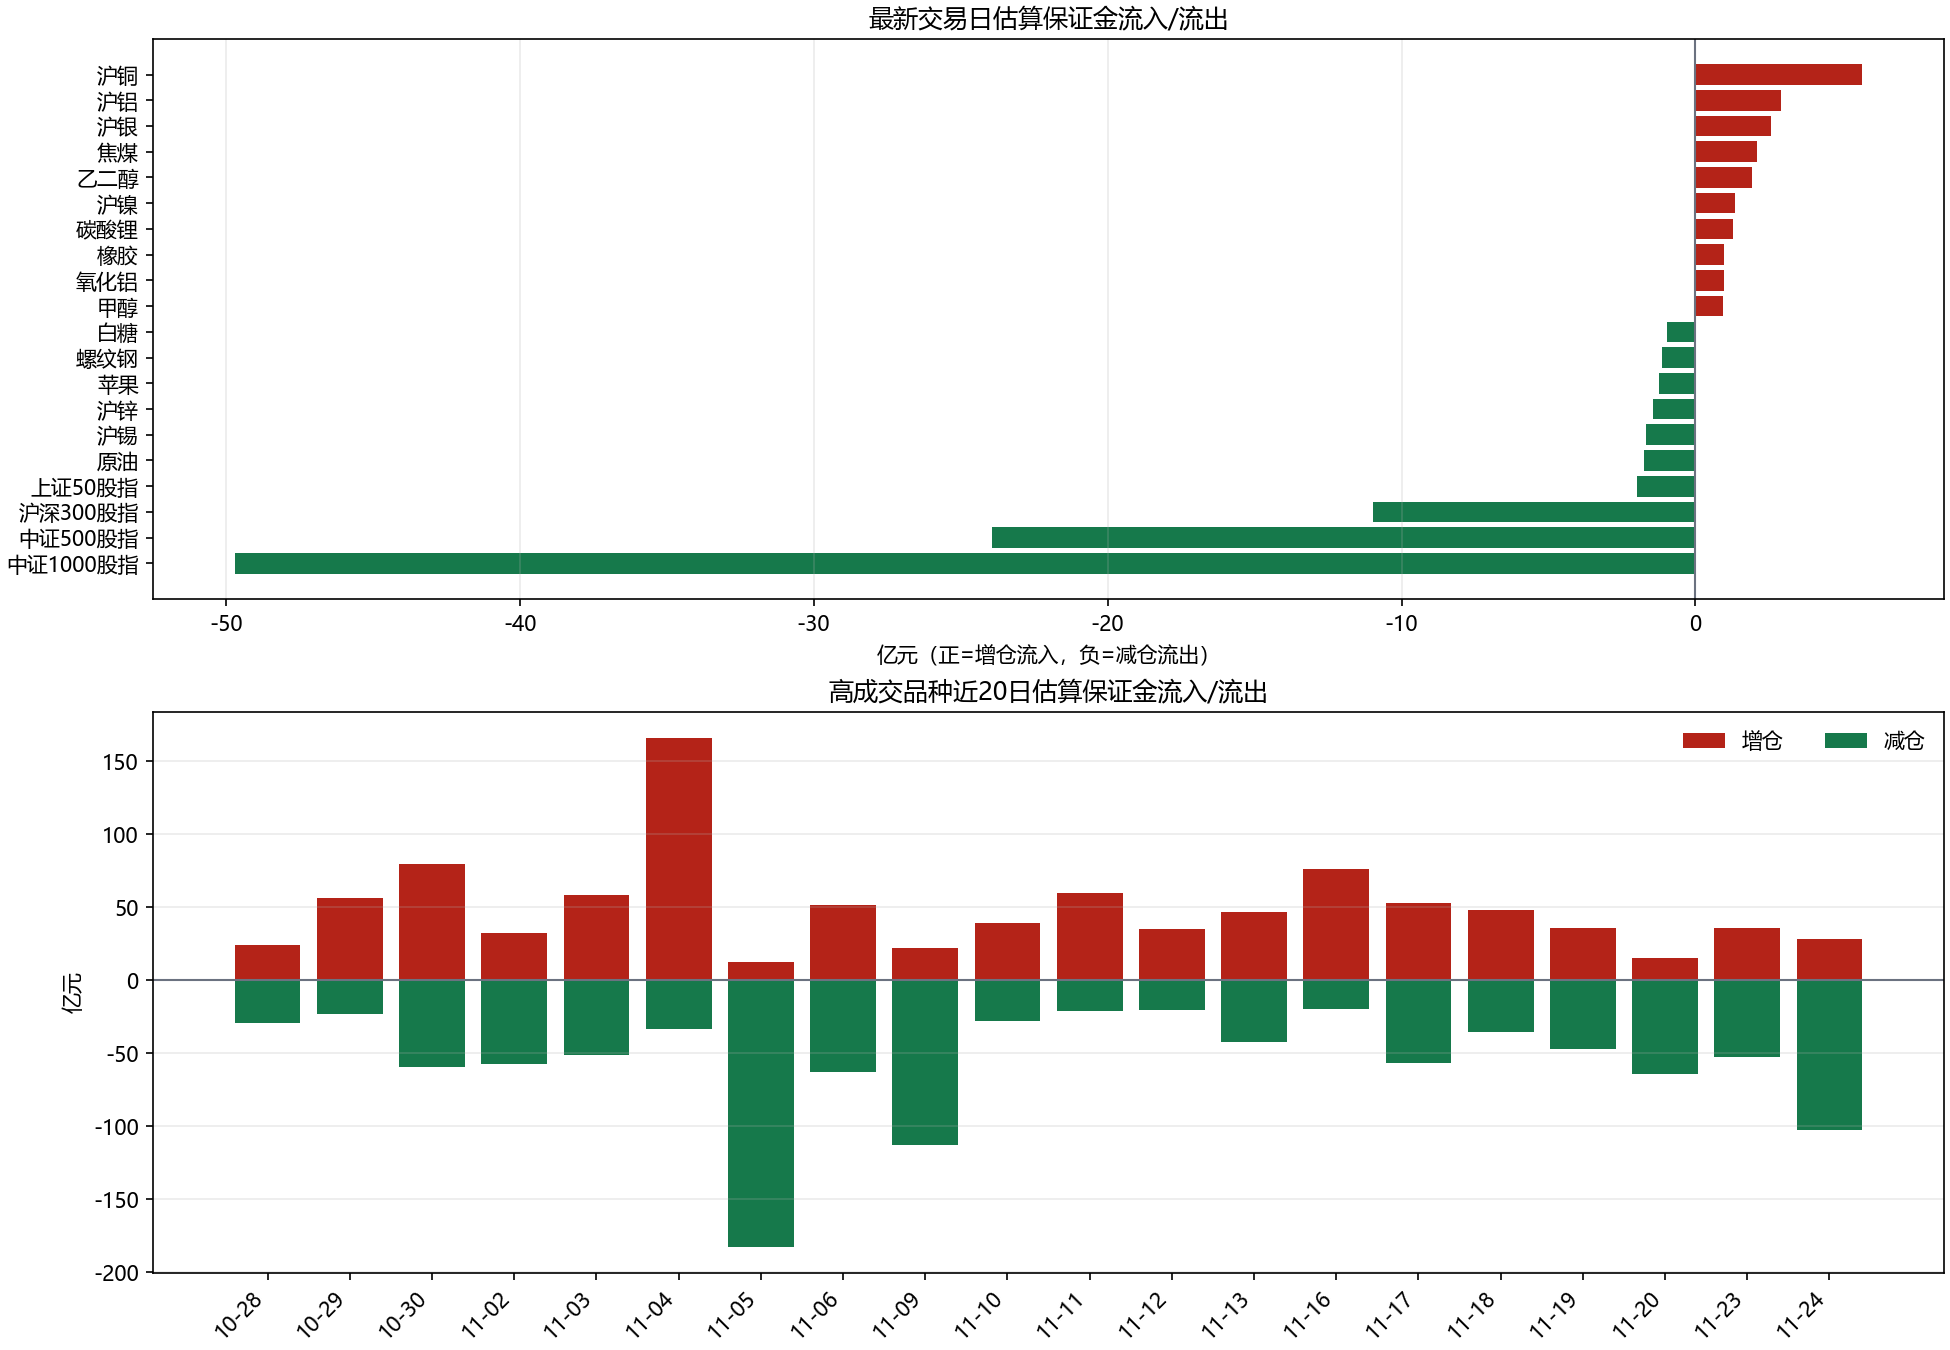 最新交易日估算保证金流入/流出
沪铜
沪铝
沪银
焦煤
乙二醇
沪镍
碳酸锂
橡胶
氧化铝
甲醇
白糖
螺纹钢
苹果
沪锌
沪锡
原油
上证50股指
沪深300股指
中证500股指
中证1000股指
-50 -40 -30 -20 -10 0
亿元（正=增仓流入，负=减仓流出）
高成交品种近20日估算保证金流入/流出
增仓 减仓
150
100
50
0
-50
-100
-150
-200
亿元
10-28 10-29 10-30 11-02 11-03 11-04 11-05 11-06 11-09 11-10 11-11 11-12 11-13 11-16 11-17 11-18 11-19 11-20 11-23 11-24